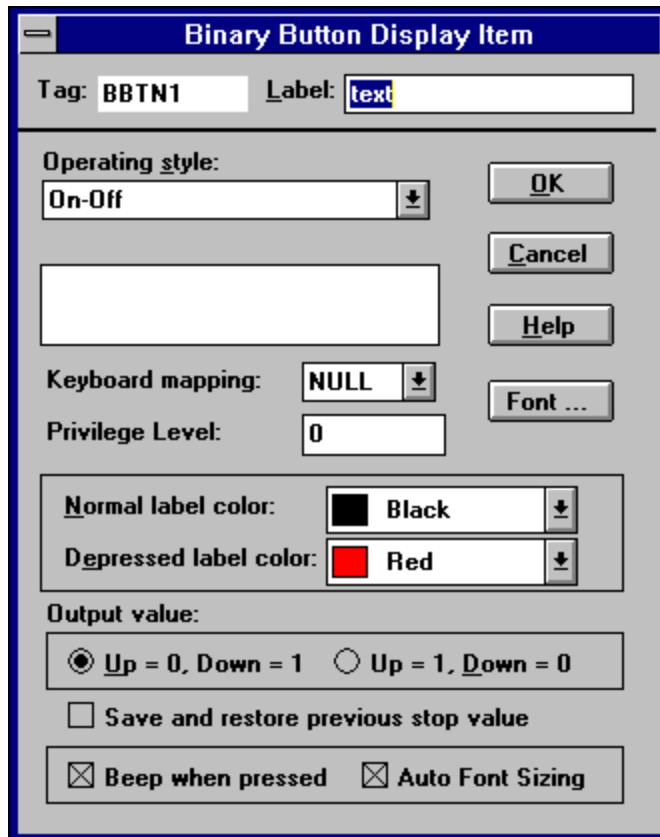 Binary Button Display Item
Tag: BBTN1 Label: text
Operating style:
On-Off
OK
Cancel
Help
Keyboard mapping: NULL
Font ...
Privilege Level: 0
Normal label color: Black
Depressed label color: Red
Output value:
Up = 0, Down = 1 Up = 1, Down = 0
Save and restore previous stop value
Beep when pressed Auto Font Sizing